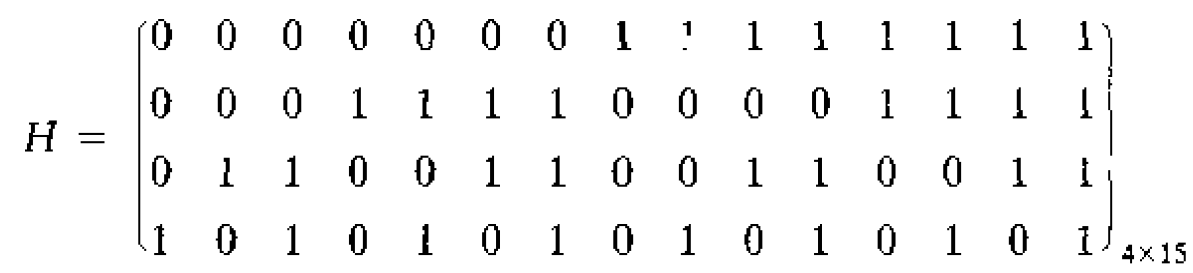 0 0 0 0 0 0 0 1 1 1 1 1 1 1 1
0 0 0 1 1 1 1 0 0 0 0 1 1 1 1
H =
0 1 1 0 0 1 1 0 0 1 1 0 0 1 1
1 0 1 0 1 0 1 0 1 0 1 0 1 0 1
4×15